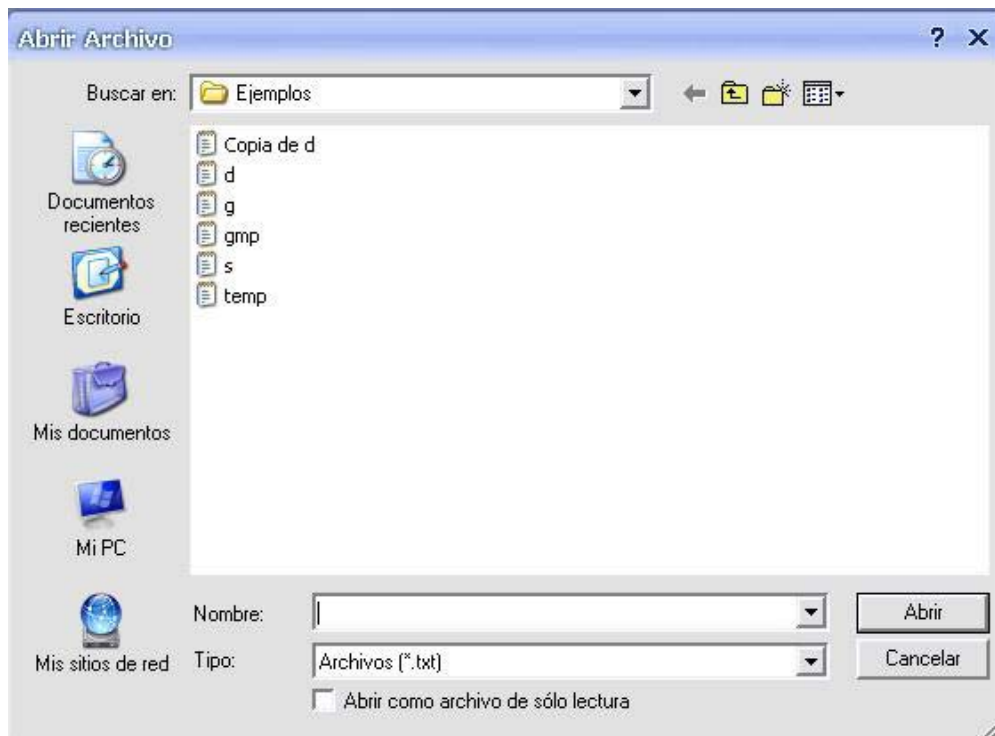 Abrir Archivo
Buscar en: Ejemplos
Copia de d
d
g
gmp
s
temp
Documentos
recientes
Escritorio
Mis documentos
Mi PC
Mis sitios de red
Nombre:
Abrir
Tipo: Archivos (*.txt)
Cancelar
Abrir como archivo de sólo lectura